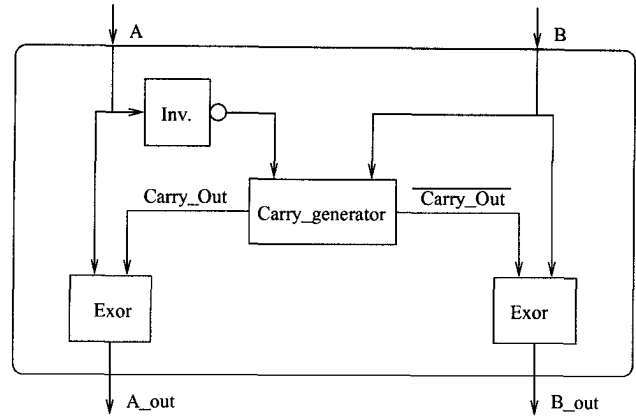 A
B
Inv.
Carry_Out
Carry_generator
Carry_Out
Exor
Exor
A_out
B_out